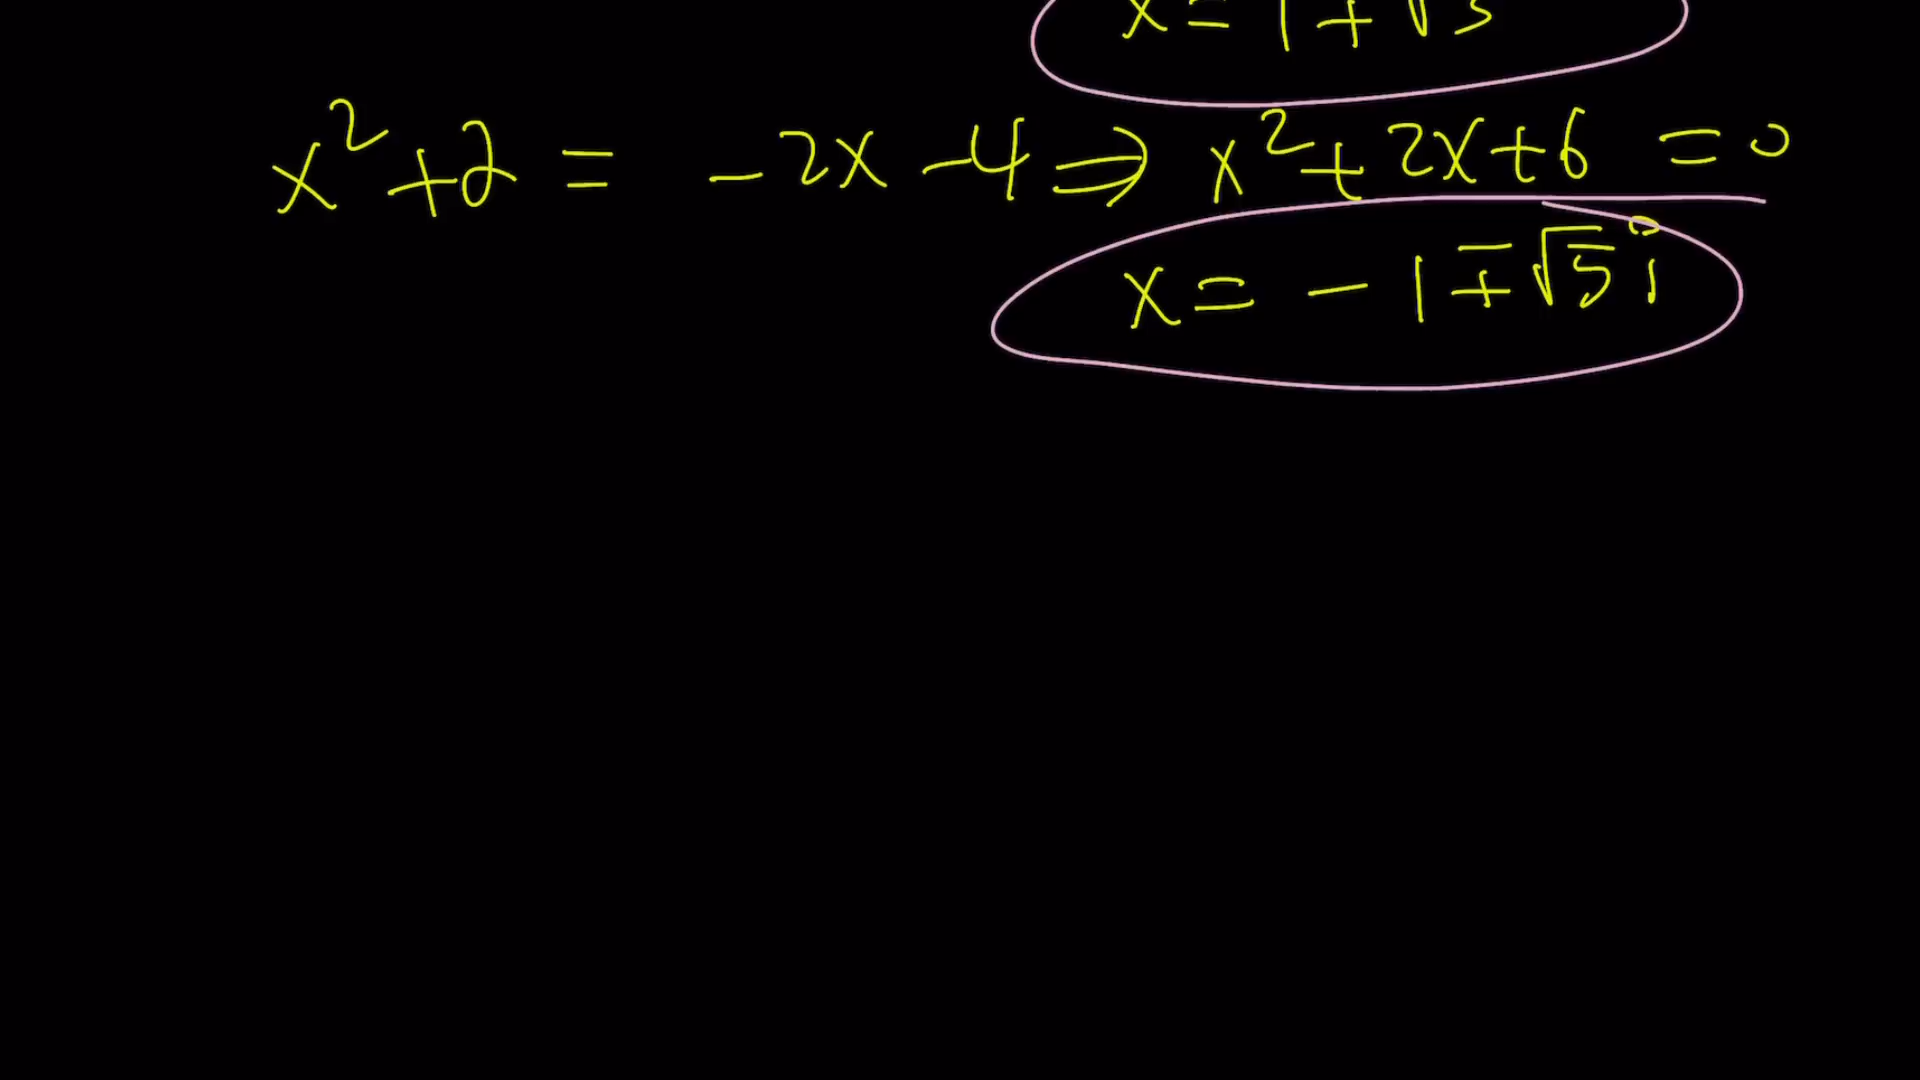 x = 1 ∓ √3
x² + 2 = -2x - 4 ⇒ x² + 2x + 6 = 0
x = -1 ∓ √5 i